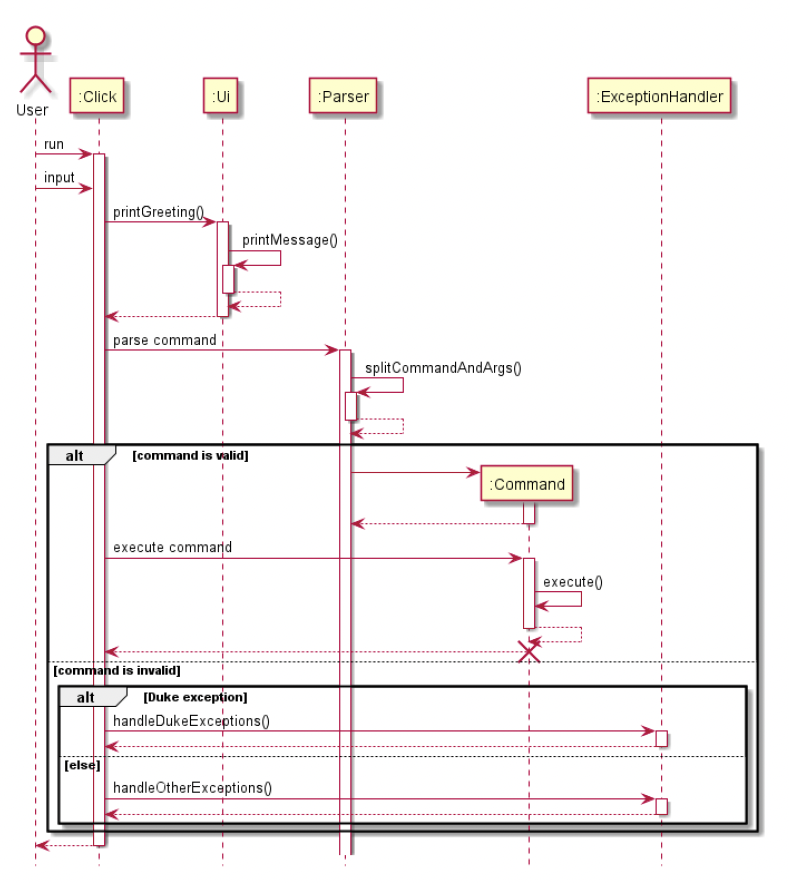 User
:Click
:Ui
:Parser
:ExceptionHandler
run
input
printGreeting()
printMessage()
parse command
splitCommandAndArgs()
alt
[command is valid]
:Command
execute command
execute()
[command is invalid]
alt
[Duke exception]
handleDukeExceptions()
[else]
handleOtherExceptions()